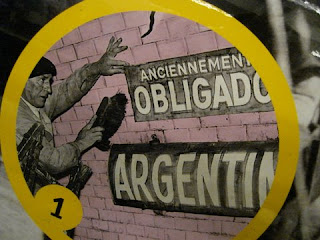 ANCIENNEMENT
OBLIGADO
ARGENTIN
1